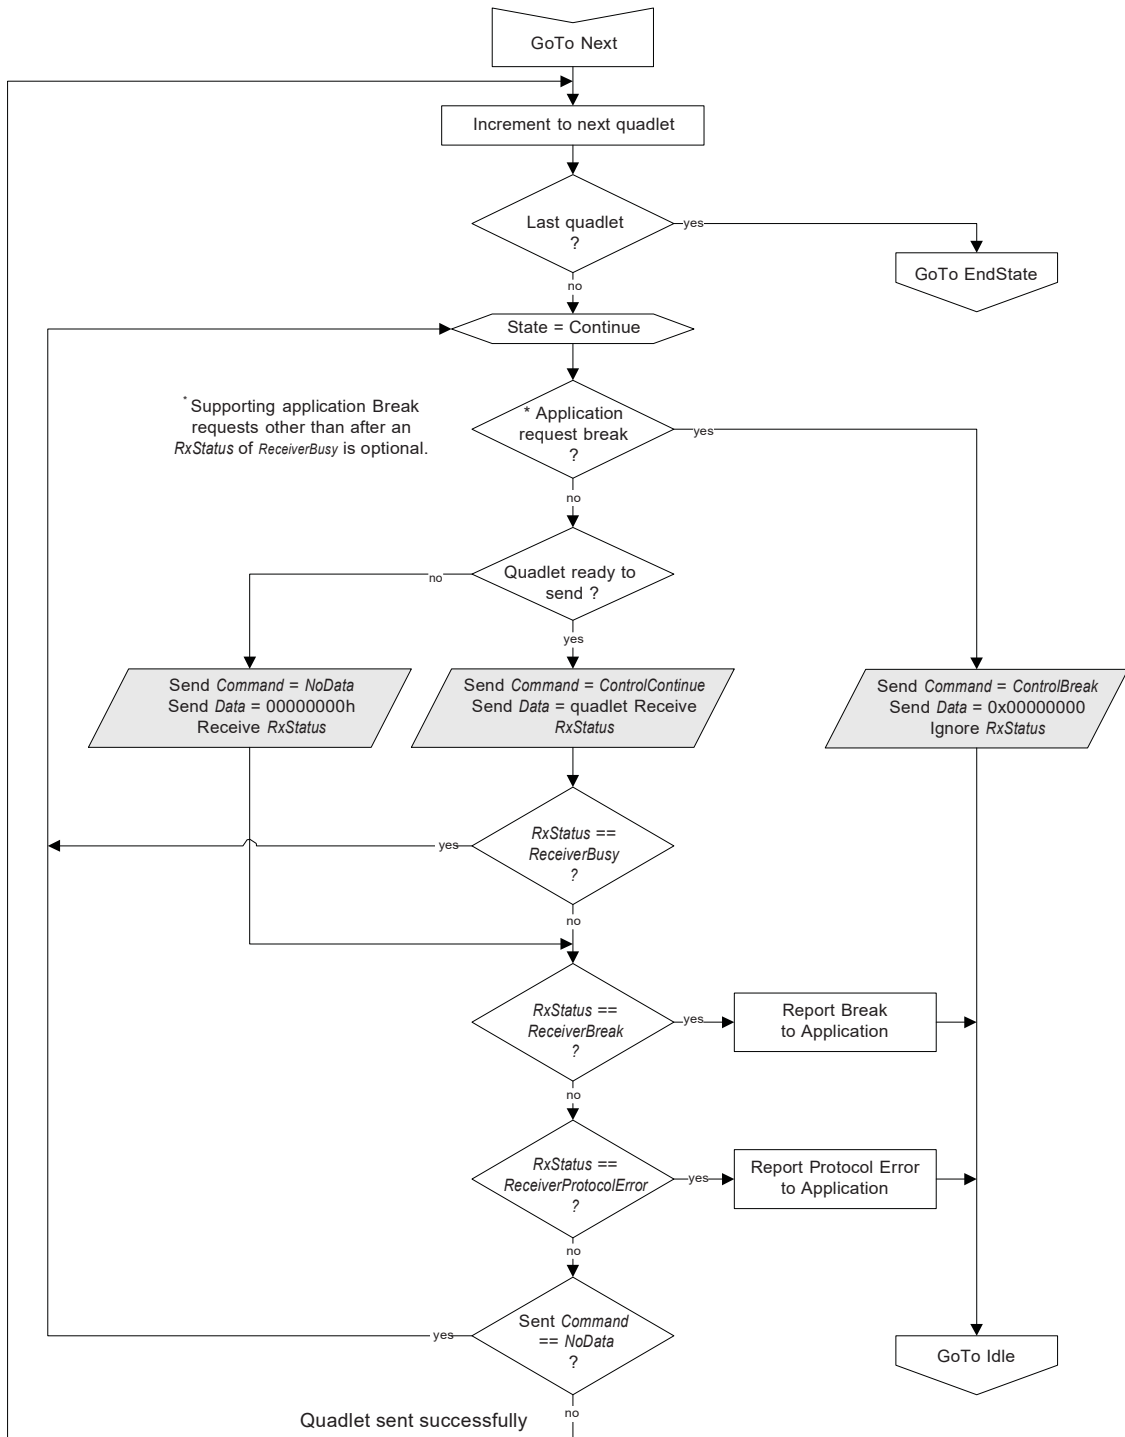 GoTo Next
Increment to next quadlet
Last quadlet
?
yes
GoTo EndState
no
State = Continue
* Supporting application Break
requests other than after an
RxStatus of ReceiverBusy is optional.
* Application
request break
?
yes
no
Quadlet ready to
send ?
no
yes
Send Command = NoData
Send Data = 00000000h
Receive RxStatus
Send Command = ControlContinue
Send Data = quadlet Receive
RxStatus
Send Command = ControlBreak
Send Data = 0x00000000
Ignore RxStatus
RxStatus ==
ReceiverBusy
?
yes
no
RxStatus ==
ReceiverBreak
?
yes
Report Break
to Application
no
RxStatus ==
ReceiverProtocolError
?
yes
Report Protocol Error
to Application
no
Sent Command
== NoData
?
yes
GoTo Idle
no
Quadlet sent successfully